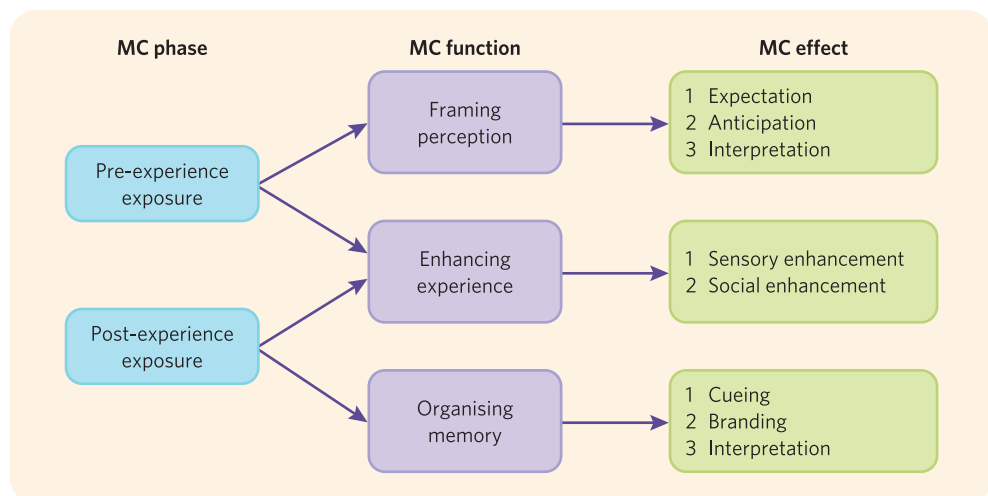 MC phase
MC function
MC effect
Pre-experience
exposure
Post-experience
exposure
Framing
perception
Enhancing
experience
Organising
memory
1 Expectation
2 Anticipation
3 Interpretation
1 Sensory enhancement
2 Social enhancement
1 Cueing
2 Branding
3 Interpretation